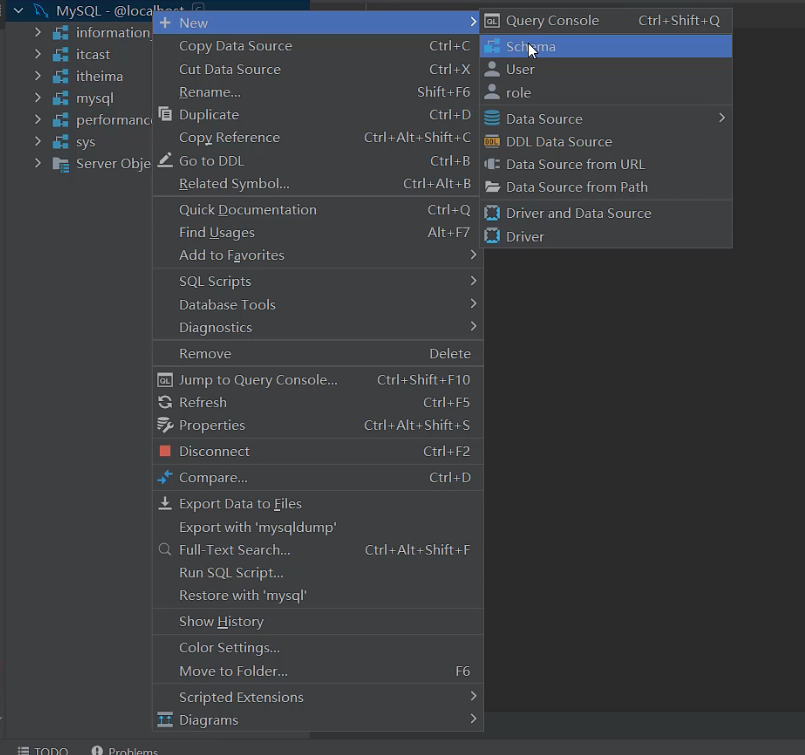 MySQL - @localhost
information_
itcast
itheima
mysql
performance
sys
Server Obje
New
Copy Data Source Ctrl+C
Cut Data Source Ctrl+X
Rename... Shift+F6
Duplicate Ctrl+D
Copy Reference Ctrl+Alt+Shift+C
Go to DDL Ctrl+B
Related Symbol... Ctrl+Alt+B
Quick Documentation Ctrl+Q
Find Usages Alt+F7
Add to Favorites
SQL Scripts
Database Tools
Diagnostics
Remove Delete
QL Jump to Query Console... Ctrl+Shift+F10
Refresh Ctrl+F5
Properties Ctrl+Alt+Shift+S
Disconnect Ctrl+F2
Compare... Ctrl+D
Export Data to Files
Export with 'mysqldump'
Full-Text Search... Ctrl+Alt+Shift+F
Run SQL Script...
Restore with 'mysql'
Show History
Color Settings...
Move to Folder... F6
Scripted Extensions
Diagrams
QL Query Console Ctrl+Shift+Q
Schema
User
role
Data Source
DDL DDL Data Source
Data Source from URL
Data Source from Path
Driver and Data Source
Driver
TODO Problems